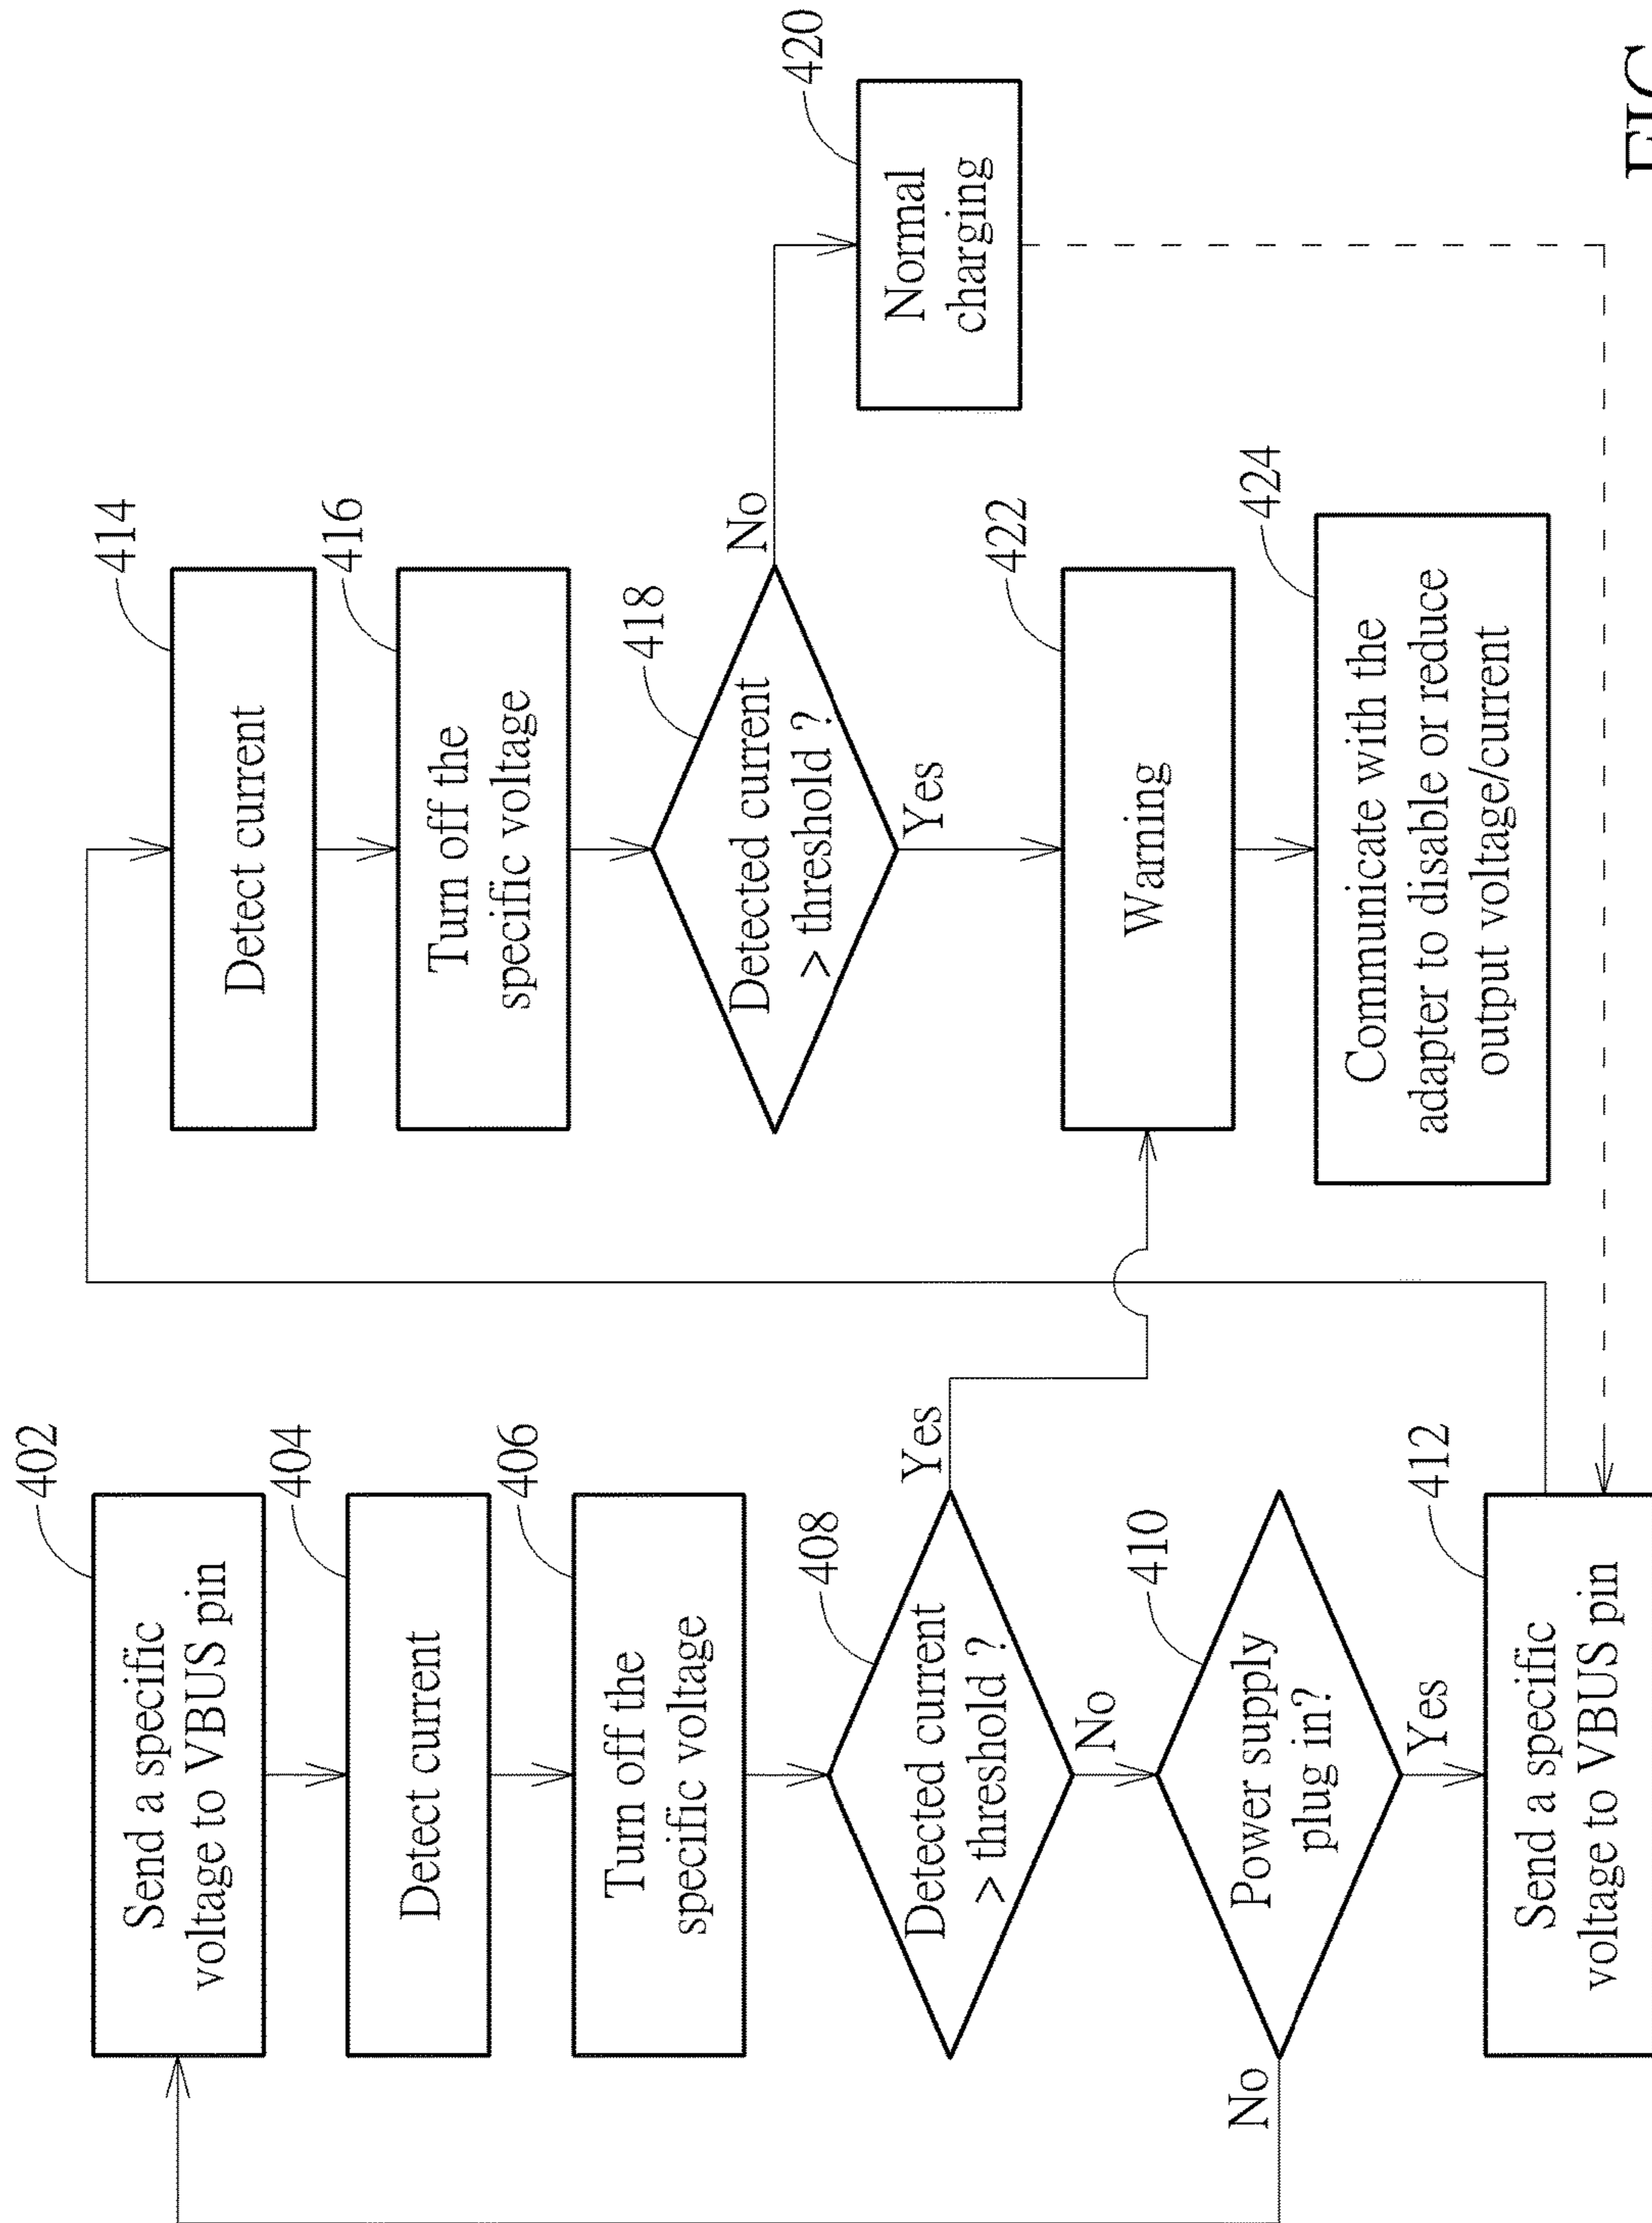 402
Send a specific
voltage to VBUS pin
404
Detect current
406
Turn off the
specific voltage
408
Detected current
> threshold ?
Yes
No
410
Power supply
plug in?
No
Yes
412
Send a specific
voltage to VBUS pin
414
Detect current
416
Turn off the
specific voltage
418
Detected current
> threshold ?
No
Yes
420
Normal
charging
422
Warning
424
Communicate with the
adapter to disable or reduce
output voltage/current
FIG